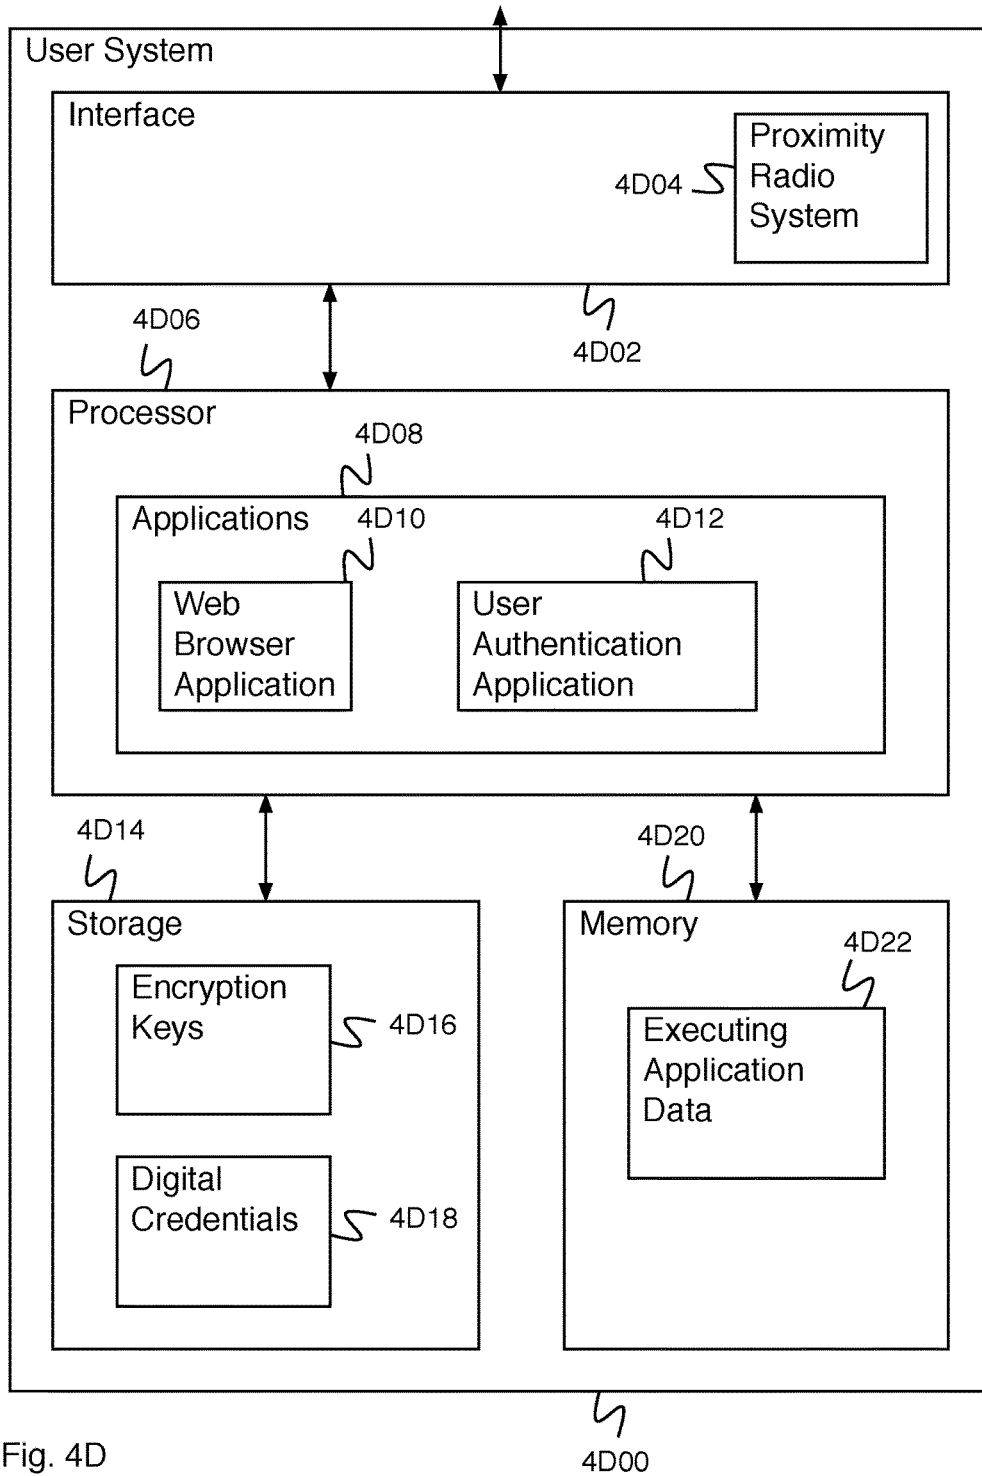 User System
Interface
Proximity
Radio
System
4D04
4D06
4D02
Processor
4D08
Applications
4D10
4D12
Web
Browser
Application
User
Authentication
Application
4D14
4D20
Storage
Memory
4D22
Encryption
Keys
4D16
Executing
Application
Data
Digital
Credentials
4D18
Fig. 4D
4D00